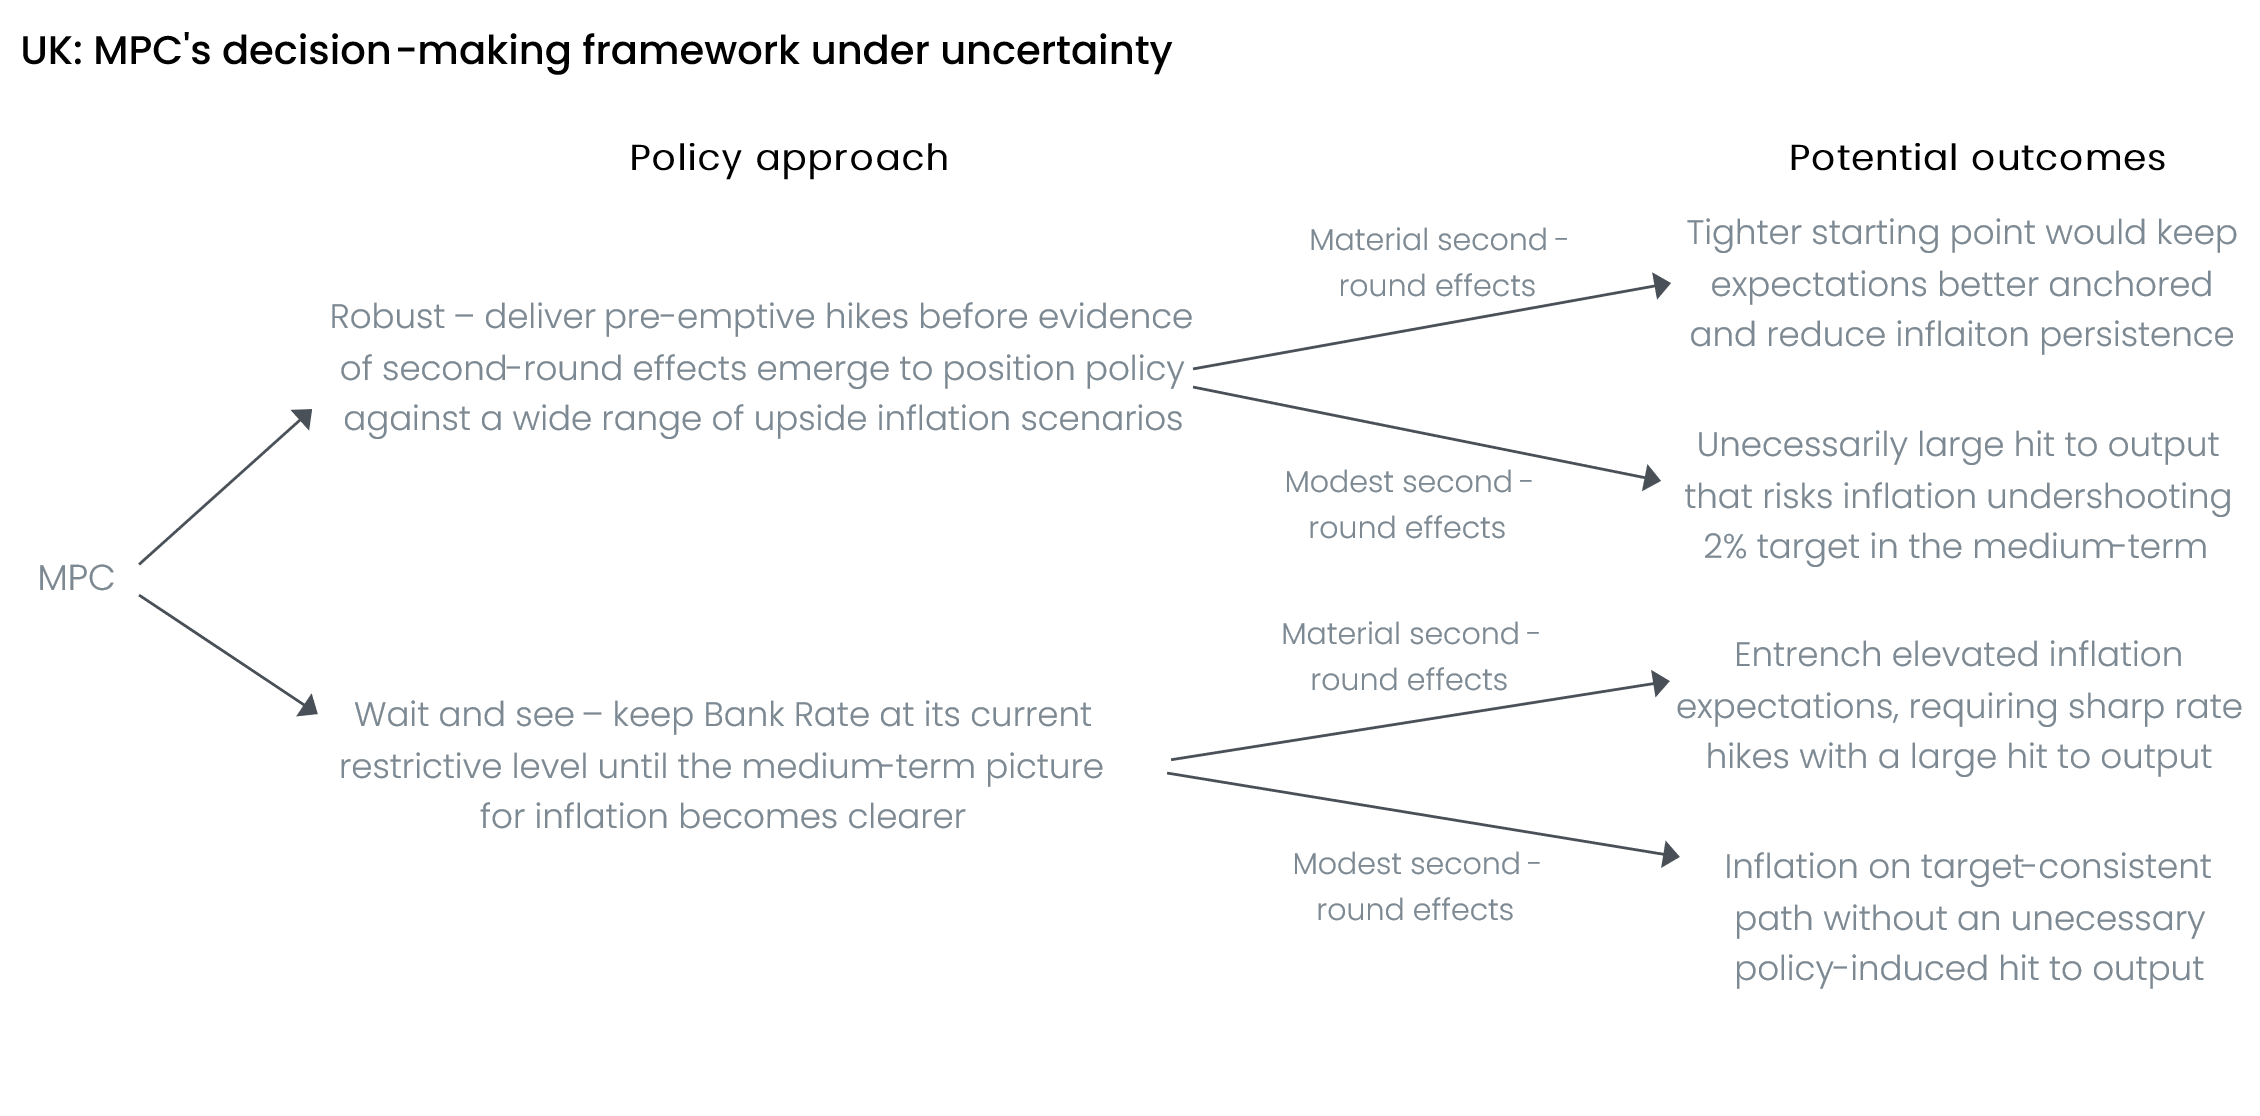 UK: MPC's decision-making framework under uncertainty
Policy approach
Potential outcomes
MPC
Robust – deliver pre-emptive hikes before evidence
of second-round effects emerge to position policy
against a wide range of upside inflation scenarios
Material second-
round effects
Tighter starting point would keep
expectations better anchored
and reduce inflaiton persistence
Modest second-
round effects
Unecessarily large hit to output
that risks inflation undershooting
2% target in the medium-term
Wait and see – keep Bank Rate at its current
restrictive level until the medium-term picture
for inflation becomes clearer
Material second-
round effects
Entrench elevated inflation
expectations, requiring sharp rate
hikes with a large hit to output
Modest second-
round effects
Inflation on target-consistent
path without an unecessary
policy-induced hit to output